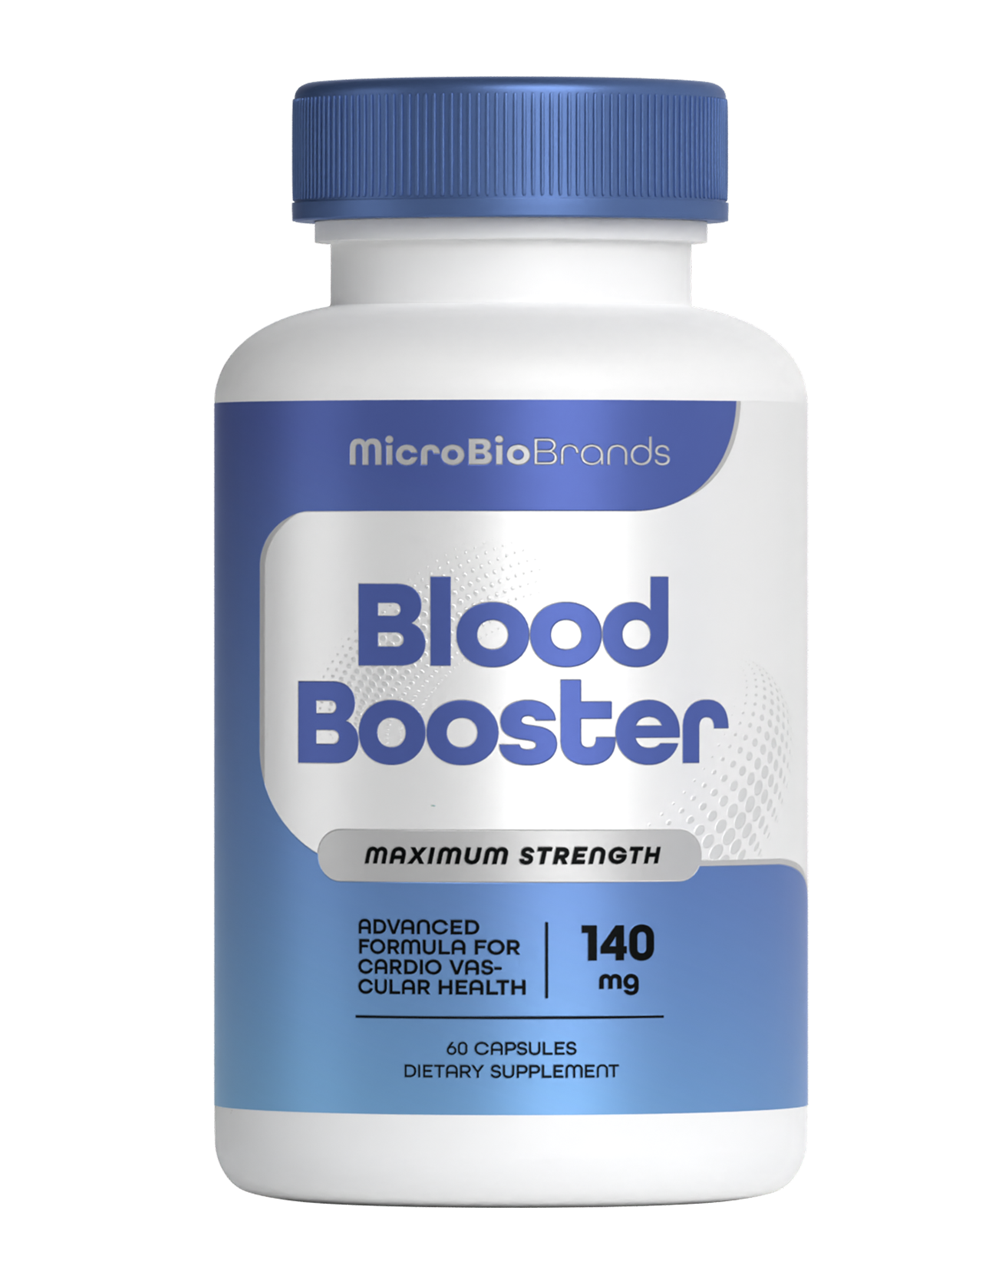 MicroBioBrands
Blood
Booster
MAXIMUM STRENGTH
ADVANCED
FORMULA FOR
CARDIO VAS-
CULAR HEALTH
140
mg
60 CAPSULES
DIETARY SUPPLEMENT